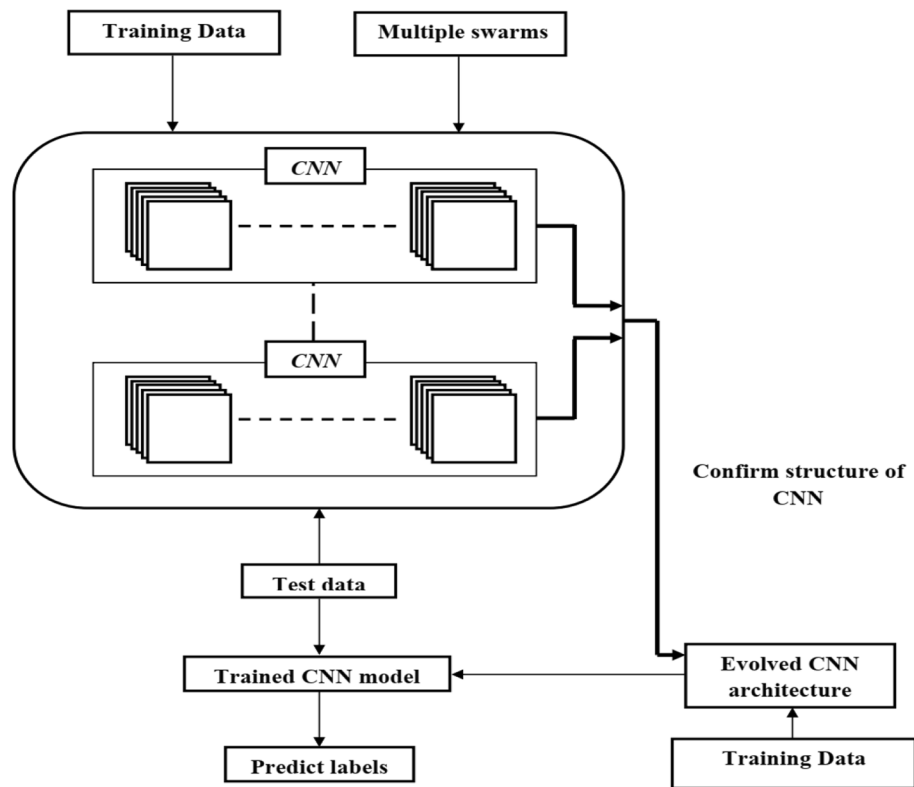 Training Data
Multiple swarms
CNN
CNN
Confirm structure of
CNN
Test data
Trained CNN model
Evolved CNN
architecture
Predict labels
Training Data